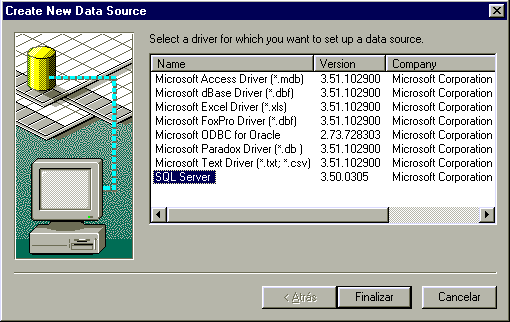 Create New Data Source
Select a driver for which you want to set up a data source.
Name Version Company
Microsoft Access Driver (*.mdb) 3.51.102900 Microsoft Corporation
Microsoft dBase Driver (*.dbf) 3.51.102900 Microsoft Corporation
Microsoft Excel Driver (*.xls) 3.51.102900 Microsoft Corporation
Microsoft FoxPro Driver (*.dbf) 3.51.102900 Microsoft Corporation
Microsoft ODBC for Oracle 2.73.728303 Microsoft Corporation
Microsoft Paradox Driver (*.db ) 3.51.102900 Microsoft Corporation
Microsoft Text Driver (*.txt; *.csv) 3.51.102900 Microsoft Corporation
SQL Server 3.50.0305 Microsoft Corporation
< Atrás Finalizar Cancelar